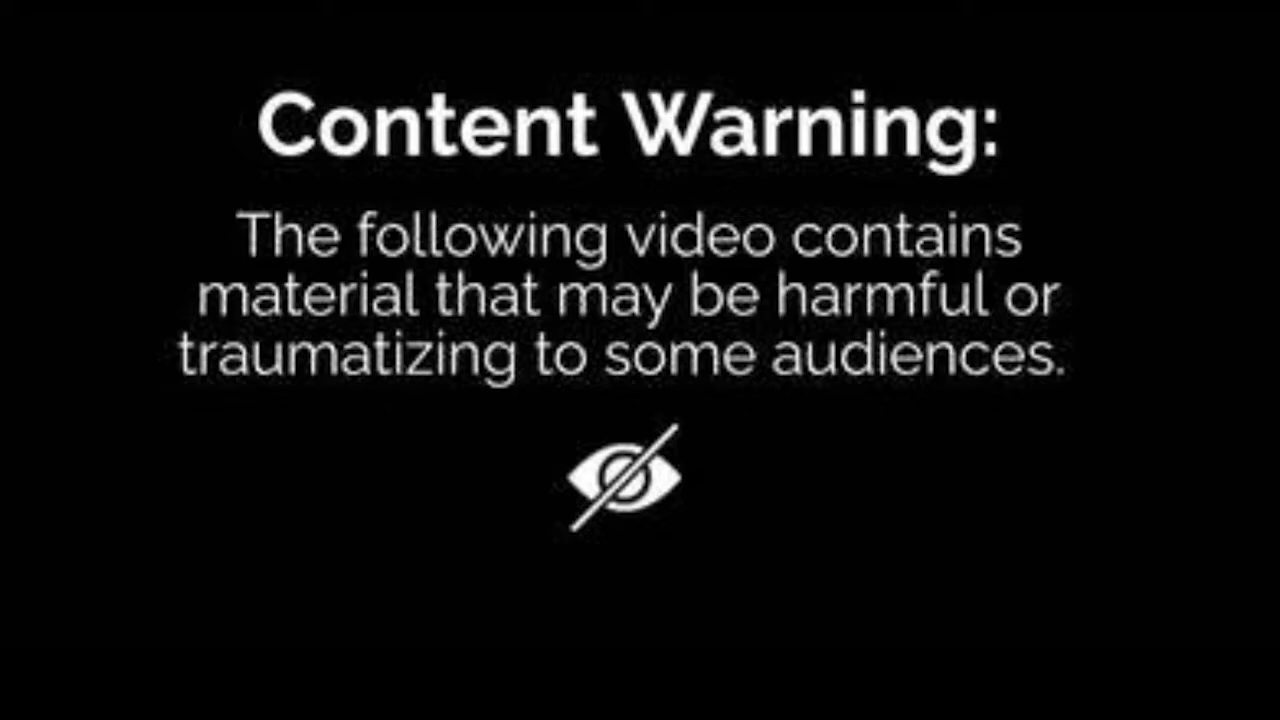 Content Warning:
The following video contains
material that may be harmful or
traumatizing to some audiences.